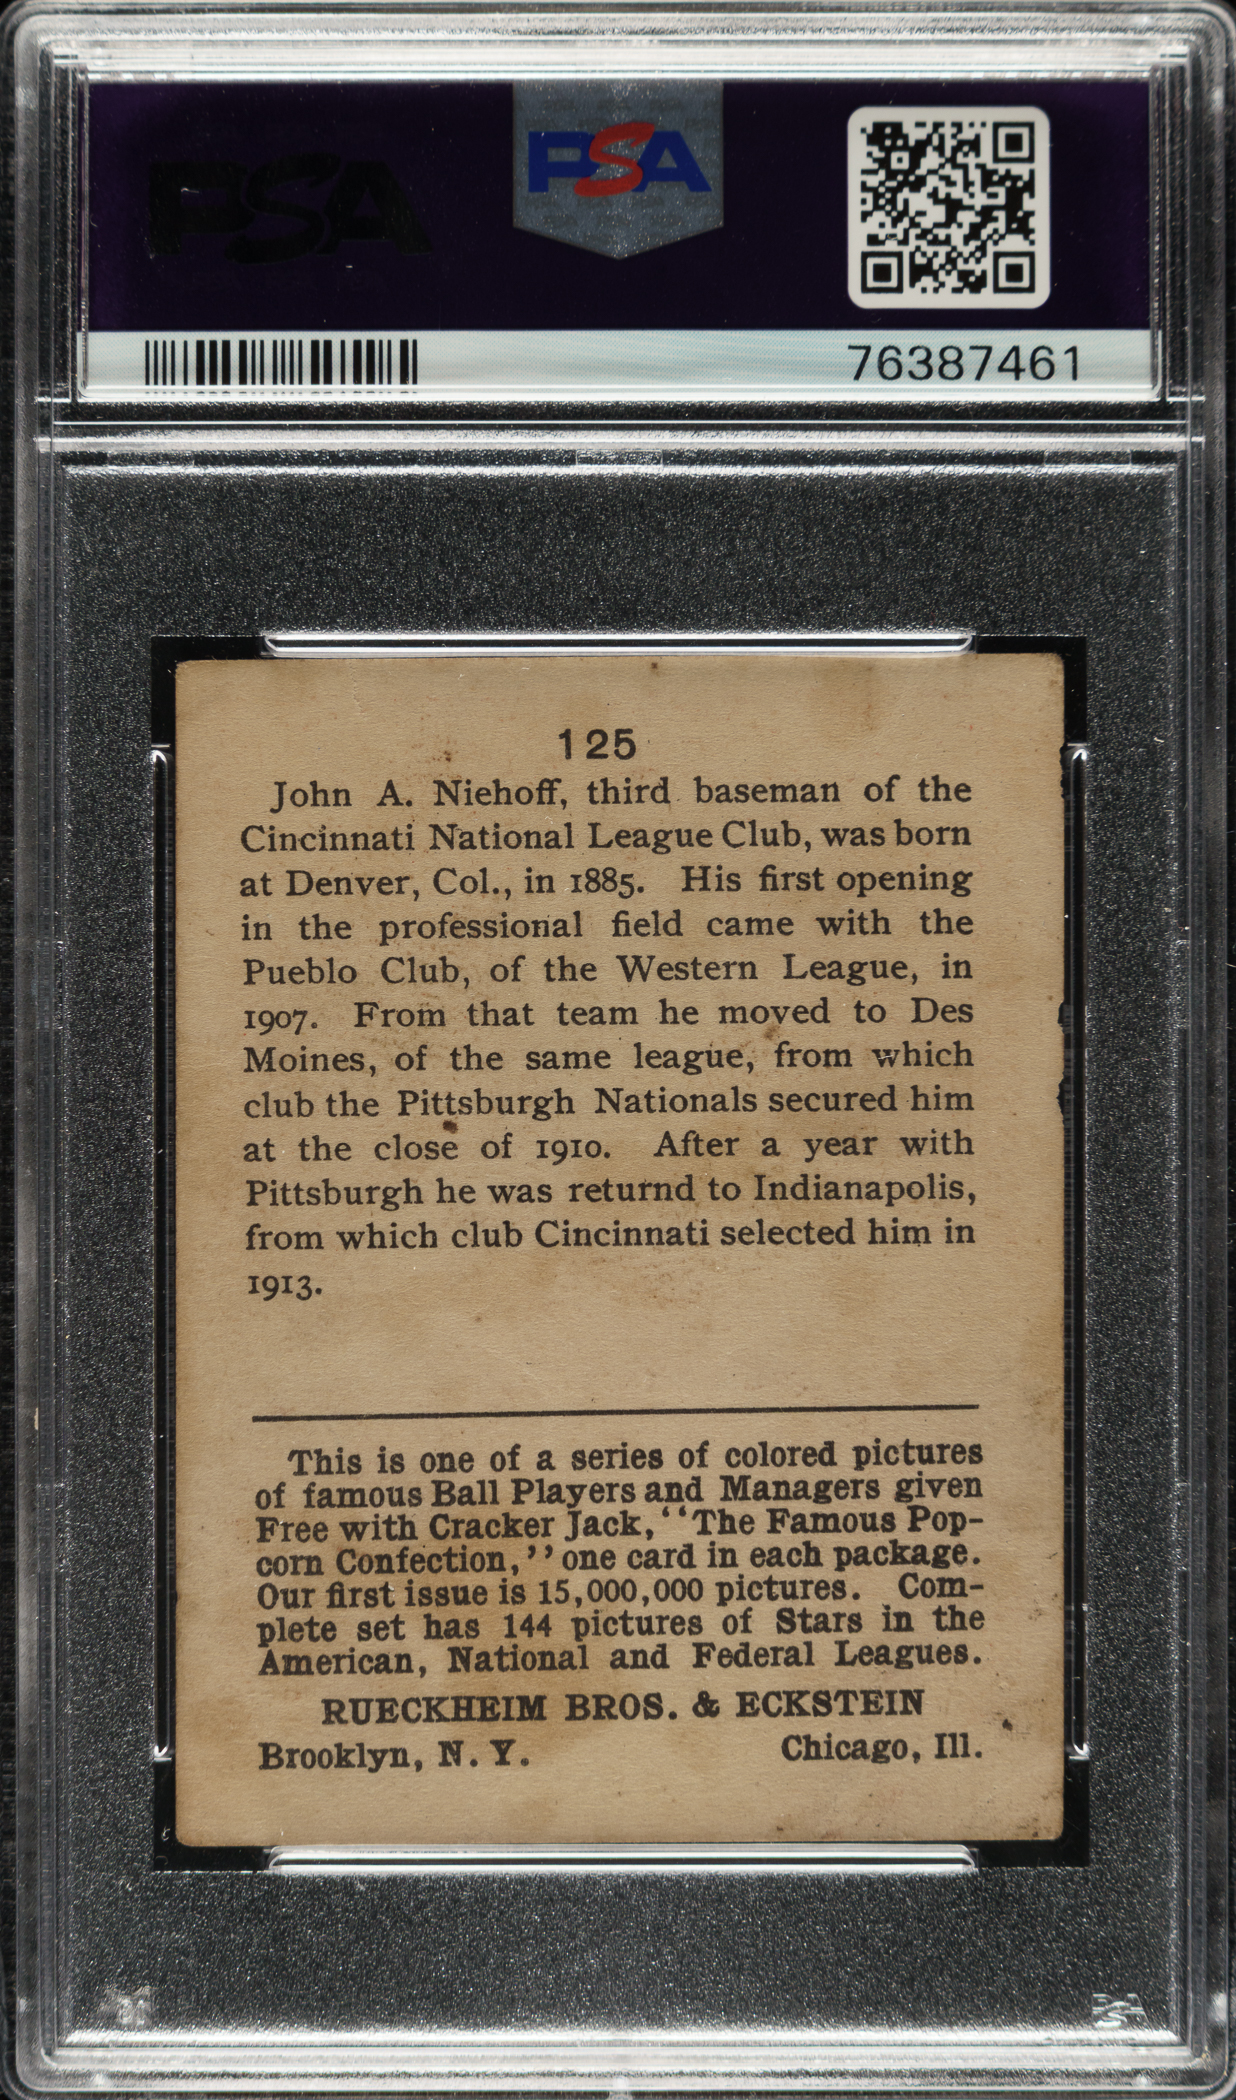 PSA
PSA
76387461
125
John A. Niehoff, third baseman of the
Cincinnati National League Club, was born
at Denver, Col., in 1885. His first opening
in the professional field came with the
Pueblo Club, of the Western League, in
1907. From that team he moved to Des
Moines, of the same league, from which
club the Pittsburgh Nationals secured him
at the close of 1910. After a year with
Pittsburgh he was returnd to Indianapolis,
from which club Cincinnati selected him in
1913.
This is one of a series of colored pictures
of famous Ball Players and Managers given
Free with Cracker Jack, "The Famous Pop-
corn Confection," one card in each package.
Our first issue is 15,000,000 pictures. Com-
plete set has 144 pictures of Stars in the
American, National and Federal Leagues.
RUECKHEIM BROS. & ECKSTEIN
Brooklyn, N. Y. Chicago, Ill.
PSA